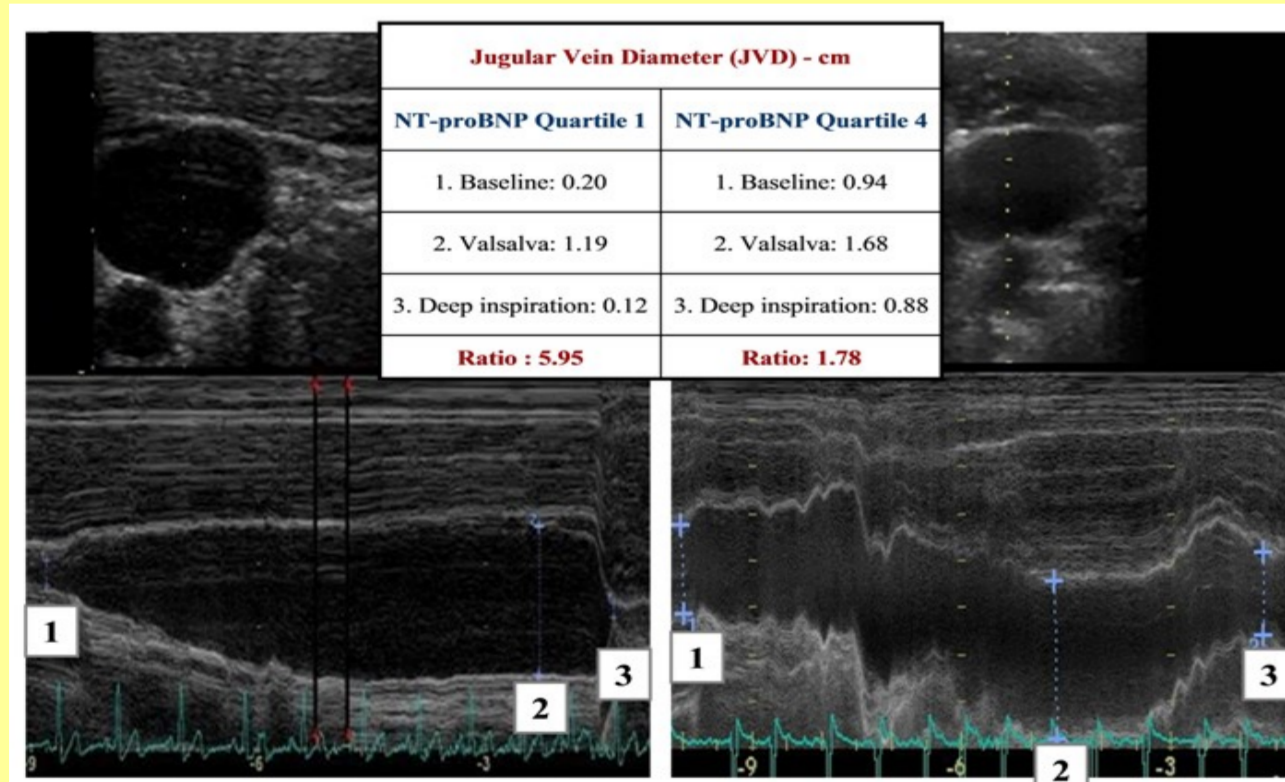 Jugular Vein Diameter (JVD) - cm
NT-proBNP Quartile 1 NT-proBNP Quartile 4
1. Baseline: 0.20 1. Baseline: 0.94
2. Valsalva: 1.19 2. Valsalva: 1.68
3. Deep inspiration: 0.12 3. Deep inspiration: 0.88
Ratio : 5.95 Ratio: 1.78
1
2
3
-9 -6 -3
1
2
3
-9 -6 -3